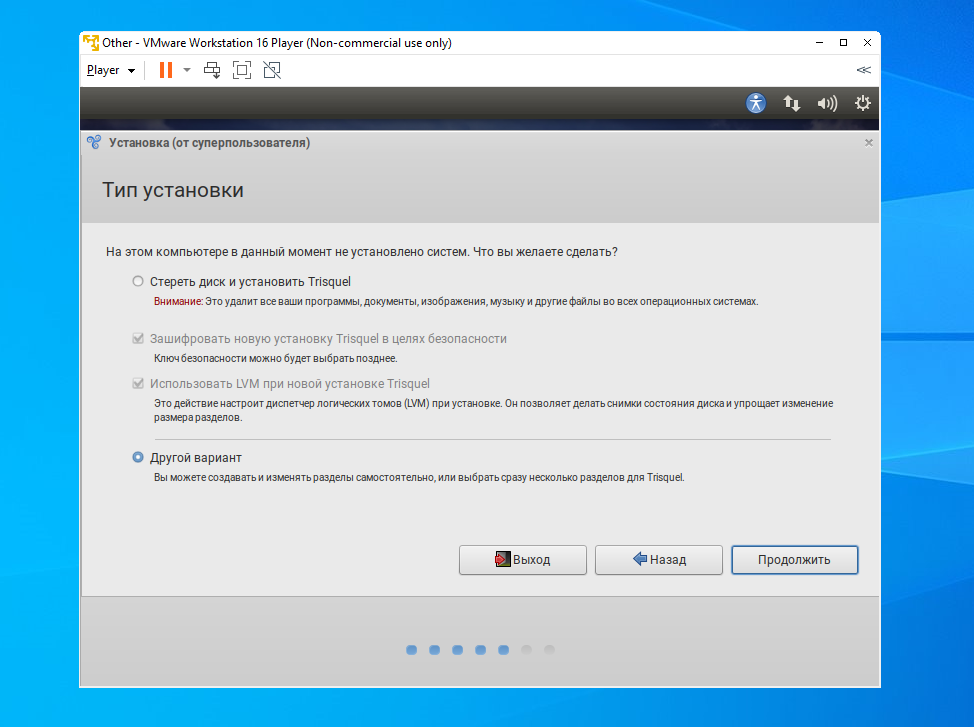 Other - VMware Workstation 16 Player (Non-commercial use only)
Player
Установка (от суперпользователя)
Тип установки
На этом компьютере в данный момент не установлено систем. Что вы желаете сделать?
Стереть диск и установить Trisquel
Внимание: Это удалит все ваши программы, документы, изображения, музыку и другие файлы во всех операционных системах.
Зашифровать новую установку Trisquel в целях безопасности
Ключ безопасности можно будет выбрать позднее.
Использовать LVM при новой установке Trisquel
Это действие настроит диспетчер логических томов (LVM) при установке. Он позволяет делать снимки состояния диска и упрощает изменение
размера разделов.
Другой вариант
Вы можете создавать и изменять разделы самостоятельно, или выбрать сразу несколько разделов для Trisquel.
Выход
Назад
Продолжить